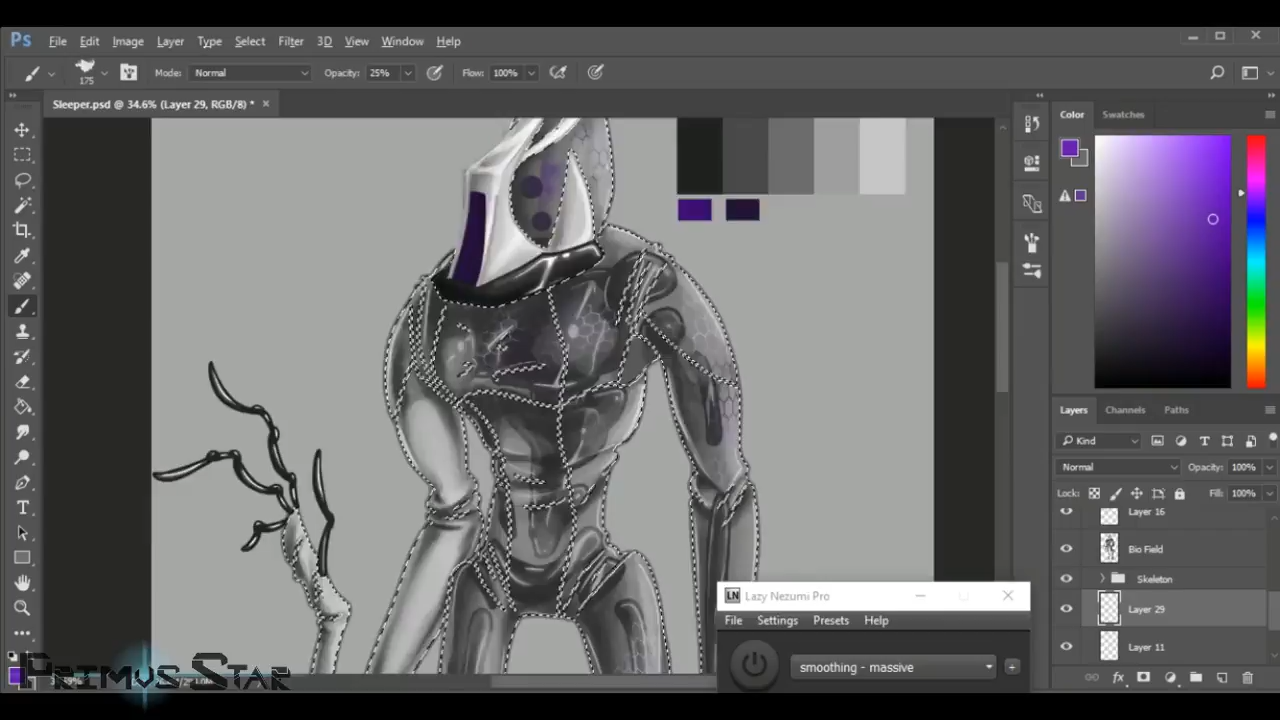 Ps File Edit Image Layer Type Select Filter 3D View Window Help
175 Mode: Normal Opacity: 25% Flow: 100%
Sleeper.psd @ 34.6% (Layer 29, RGB/8) *
Color Swatches
Layers Channels Paths
Kind
Normal Opacity: 100%
Lock: Fill: 100%
Layer 16
Bio Field
Skeleton
Layer 29
Layer 11
fx
LN Lazy Nezumi Pro
File Settings Presets Help
smoothing - massive
Primus Star